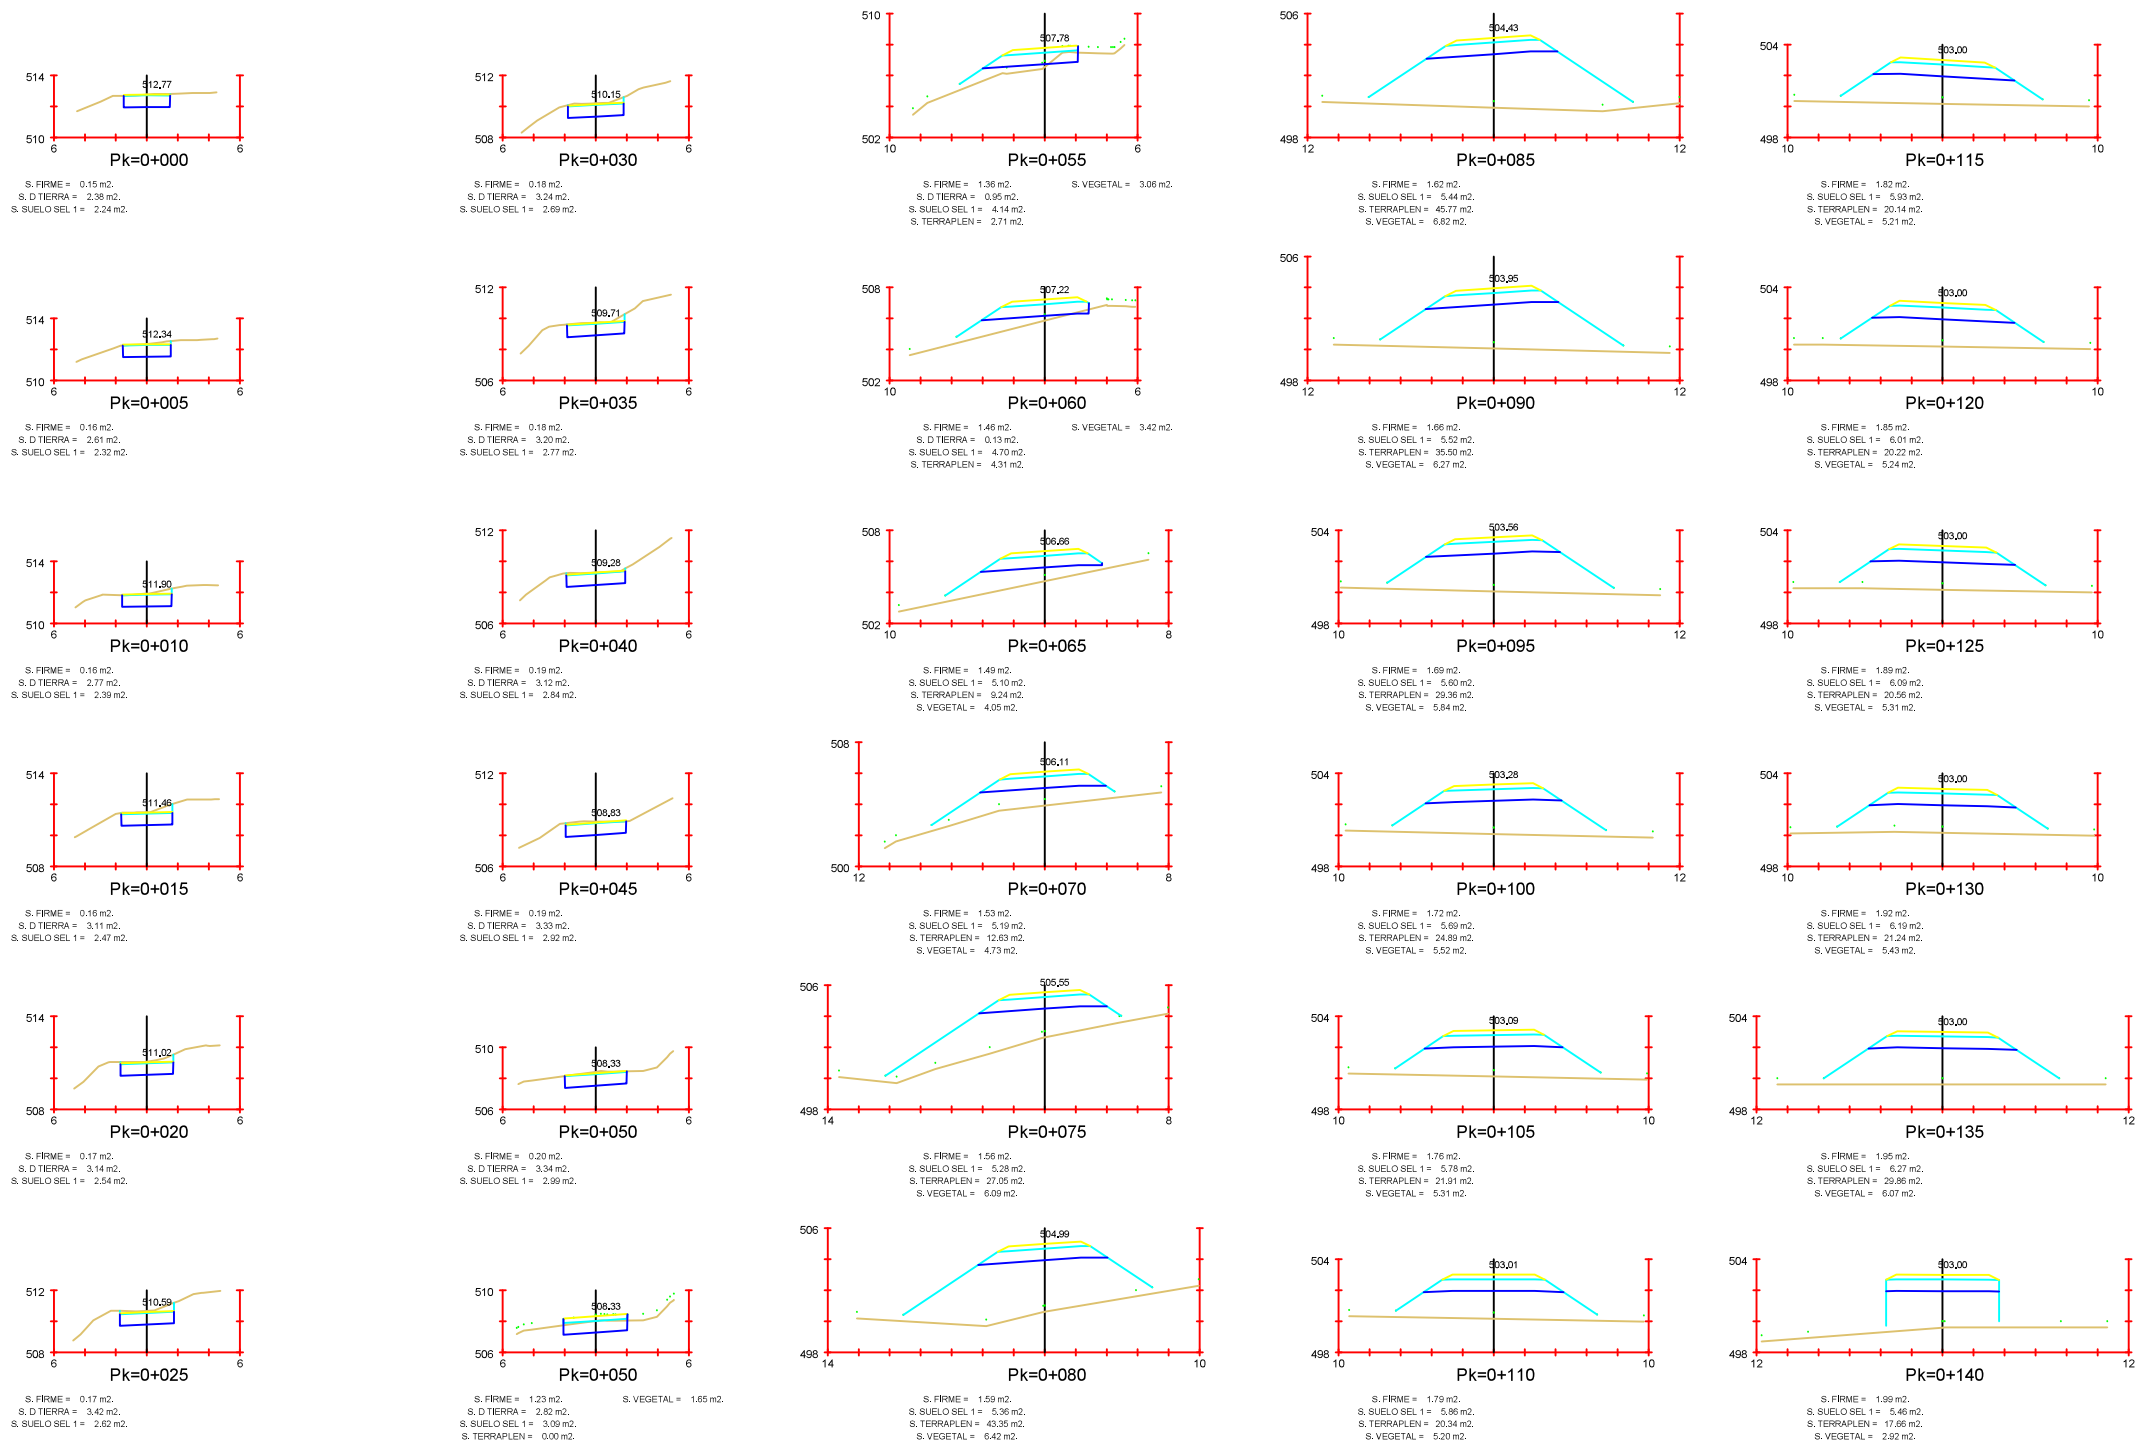 514
512.77
510
6
6
Pk=0+000
S. FIRME = 0.15 m2.
S. D TIERRA = 2.38 m2.
S. SUELO SEL 1 = 2.24 m2.
514
512.34
510
6
6
Pk=0+005
S. FIRME = 0.16 m2.
S. D TIERRA = 2.61 m2.
S. SUELO SEL 1 = 2.32 m2.
514
511.90
510
6
6
Pk=0+010
S. FIRME = 0.16 m2.
S. D TIERRA = 2.77 m2.
S. SUELO SEL 1 = 2.39 m2.
514
511.46
508
6
6
Pk=0+015
S. FIRME = 0.16 m2.
S. D TIERRA = 3.11 m2.
S. SUELO SEL 1 = 2.47 m2.
514
511.02
508
6
6
Pk=0+020
S. FIRME = 0.17 m2.
S. D TIERRA = 3.14 m2.
S. SUELO SEL 1 = 2.54 m2.
512
510.59
508
6
6
Pk=0+025
S. FIRME = 0.17 m2.
S. D TIERRA = 3.42 m2.
S. SUELO SEL 1 = 2.62 m2.
512
510.15
508
6
6
Pk=0+030
S. FIRME = 0.18 m2.
S. D TIERRA = 3.24 m2.
S. SUELO SEL 1 = 2.69 m2.
512
509.71
506
6
6
Pk=0+035
S. FIRME = 0.18 m2.
S. D TIERRA = 3.20 m2.
S. SUELO SEL 1 = 2.77 m2.
512
509.28
506
6
6
Pk=0+040
S. FIRME = 0.19 m2.
S. D TIERRA = 3.12 m2.
S. SUELO SEL 1 = 2.84 m2.
512
508.83
506
6
6
Pk=0+045
S. FIRME = 0.19 m2.
S. D TIERRA = 3.33 m2.
S. SUELO SEL 1 = 2.92 m2.
510
508.33
506
6
6
Pk=0+050
S. FIRME = 0.20 m2.
S. D TIERRA = 3.34 m2.
S. SUELO SEL 1 = 2.99 m2.
510
508.33
506
6
6
Pk=0+050
S. FIRME = 1.23 m2. S. VEGETAL = 1.65 m2.
S. D TIERRA = 2.82 m2.
S. SUELO SEL 1 = 3.09 m2.
S. TERRAPLEN = 0.00 m2.
510
507.78
502
10
6
Pk=0+055
S. FIRME = 1.36 m2. S. VEGETAL = 3.06 m2.
S. D TIERRA = 0.95 m2.
S. SUELO SEL 1 = 4.14 m2.
S. TERRAPLEN = 2.71 m2.
508
507.22
502
10
6
Pk=0+060
S. FIRME = 1.46 m2. S. VEGETAL = 3.42 m2.
S. D TIERRA = 0.13 m2.
S. SUELO SEL 1 = 4.70 m2.
S. TERRAPLEN = 4.31 m2.
508
506.66
502
10
8
Pk=0+065
S. FIRME = 1.49 m2.
S. SUELO SEL 1 = 5.10 m2.
S. TERRAPLEN = 9.24 m2.
S. VEGETAL = 4.05 m2.
508
506.11
500
12
8
Pk=0+070
S. FIRME = 1.53 m2.
S. SUELO SEL 1 = 5.19 m2.
S. TERRAPLEN = 12.63 m2.
S. VEGETAL = 4.73 m2.
506
505.55
498
14
8
Pk=0+075
S. FIRME = 1.56 m2.
S. SUELO SEL 1 = 5.28 m2.
S. TERRAPLEN = 27.05 m2.
S. VEGETAL = 6.09 m2.
506
504.99
498
14
10
Pk=0+080
S. FIRME = 1.59 m2.
S. SUELO SEL 1 = 5.36 m2.
S. TERRAPLEN = 43.35 m2.
S. VEGETAL = 6.42 m2.
506
504.43
498
12
12
Pk=0+085
S. FIRME = 1.62 m2.
S. SUELO SEL 1 = 5.44 m2.
S. TERRAPLEN = 45.77 m2.
S. VEGETAL = 6.82 m2.
506
503.95
498
12
12
Pk=0+090
S. FIRME = 1.66 m2.
S. SUELO SEL 1 = 5.52 m2.
S. TERRAPLEN = 35.50 m2.
S. VEGETAL = 6.27 m2.
504
503.56
498
10
12
Pk=0+095
S. FIRME = 1.69 m2.
S. SUELO SEL 1 = 5.60 m2.
S. TERRAPLEN = 29.36 m2.
S. VEGETAL = 5.84 m2.
504
503.28
498
10
12
Pk=0+100
S. FIRME = 1.72 m2.
S. SUELO SEL 1 = 5.69 m2.
S. TERRAPLEN = 24.89 m2.
S. VEGETAL = 5.52 m2.
504
503.09
498
10
10
Pk=0+105
S. FIRME = 1.76 m2.
S. SUELO SEL 1 = 5.78 m2.
S. TERRAPLEN = 21.91 m2.
S. VEGETAL = 5.31 m2.
504
503.01
498
10
10
Pk=0+110
S. FIRME = 1.79 m2.
S. SUELO SEL 1 = 5.86 m2.
S. TERRAPLEN = 20.34 m2.
S. VEGETAL = 5.20 m2.
504
503.00
498
10
10
Pk=0+115
S. FIRME = 1.82 m2.
S. SUELO SEL 1 = 5.93 m2.
S. TERRAPLEN = 20.14 m2.
S. VEGETAL = 5.21 m2.
504
503.00
498
10
10
Pk=0+120
S. FIRME = 1.85 m2.
S. SUELO SEL 1 = 6.01 m2.
S. TERRAPLEN = 20.22 m2.
S. VEGETAL = 5.24 m2.
504
503.00
498
10
10
Pk=0+125
S. FIRME = 1.89 m2.
S. SUELO SEL 1 = 6.09 m2.
S. TERRAPLEN = 20.56 m2.
S. VEGETAL = 5.31 m2.
504
503.00
498
10
10
Pk=0+130
S. FIRME = 1.92 m2.
S. SUELO SEL 1 = 6.19 m2.
S. TERRAPLEN = 21.24 m2.
S. VEGETAL = 5.43 m2.
504
503.00
498
12
12
Pk=0+135
S. FIRME = 1.95 m2.
S. SUELO SEL 1 = 6.27 m2.
S. TERRAPLEN = 29.86 m2.
S. VEGETAL = 6.07 m2.
504
503.00
498
12
12
Pk=0+140
S. FIRME = 1.99 m2.
S. SUELO SEL 1 = 5.46 m2.
S. TERRAPLEN = 17.66 m2.
S. VEGETAL = 2.92 m2.